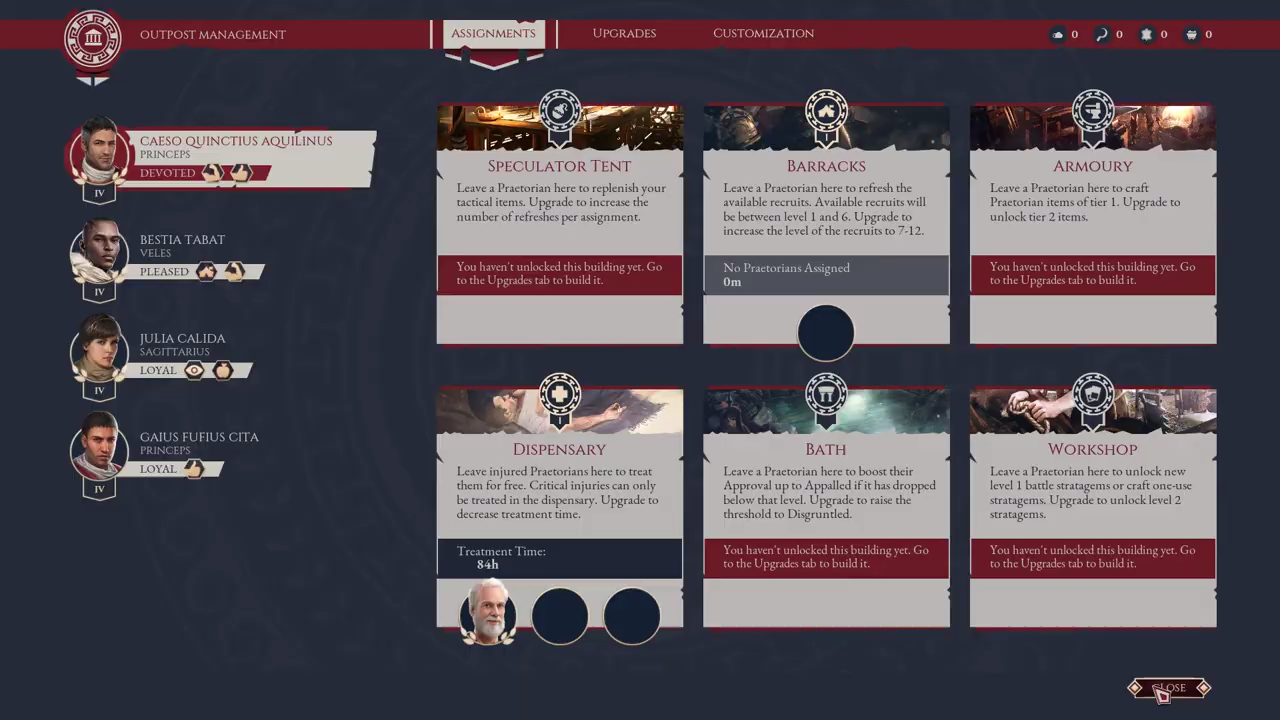 OUTPOST MANAGEMENT
ASSIGNMENTS
UPGRADES
CUSTOMIZATION
0
0
0
0
CAESO QUINCTIUS AQUILINUS
PRINCEPS
DEVOTED
IV
BESTIA TABAT
VELES
PLEASED
IV
JULIA CALIDA
SAGITTARIUS
LOYAL
IV
GAIUS FUFIUS CITA
PRINCEPS
LOYAL
IV
SPECULATOR TENT
Leave a Praetorian here to replenish your
tactical items. Upgrade to increase the
number of refreshes per assignment.
You haven't unlocked this building yet. Go
to the Upgrades tab to build it.
BARRACKS
Leave a Praetorian here to refresh the
available recruits. Available recruits will
be between level 1 and 6. Upgrade to
increase the level of the recruits to 7-12.
No Praetorians Assigned
0m
ARMOURY
Leave a Praetorian here to craft
Praetorian items of tier 1. Upgrade to
unlock tier 2 items.
You haven't unlocked this building yet. Go
to the Upgrades tab to build it.
I
DISPENSARY
Leave injured Praetorians here to treat
them for free. Critical injuries can only
be treated in the dispensary. Upgrade to
decrease treatment time.
Treatment Time:
84h
BATH
Leave a Praetorian here to boost their
Approval up to Appalled if it has dropped
below that level. Upgrade to raise the
threshold to Disgruntled.
You haven't unlocked this building yet. Go
to the Upgrades tab to build it.
WORKSHOP
Leave a Praetorian here to unlock new
level 1 battle stratagems or craft one-use
stratagems. Upgrade to unlock level 2
stratagems.
You haven't unlocked this building yet. Go
to the Upgrades tab to build it.
CLOSE